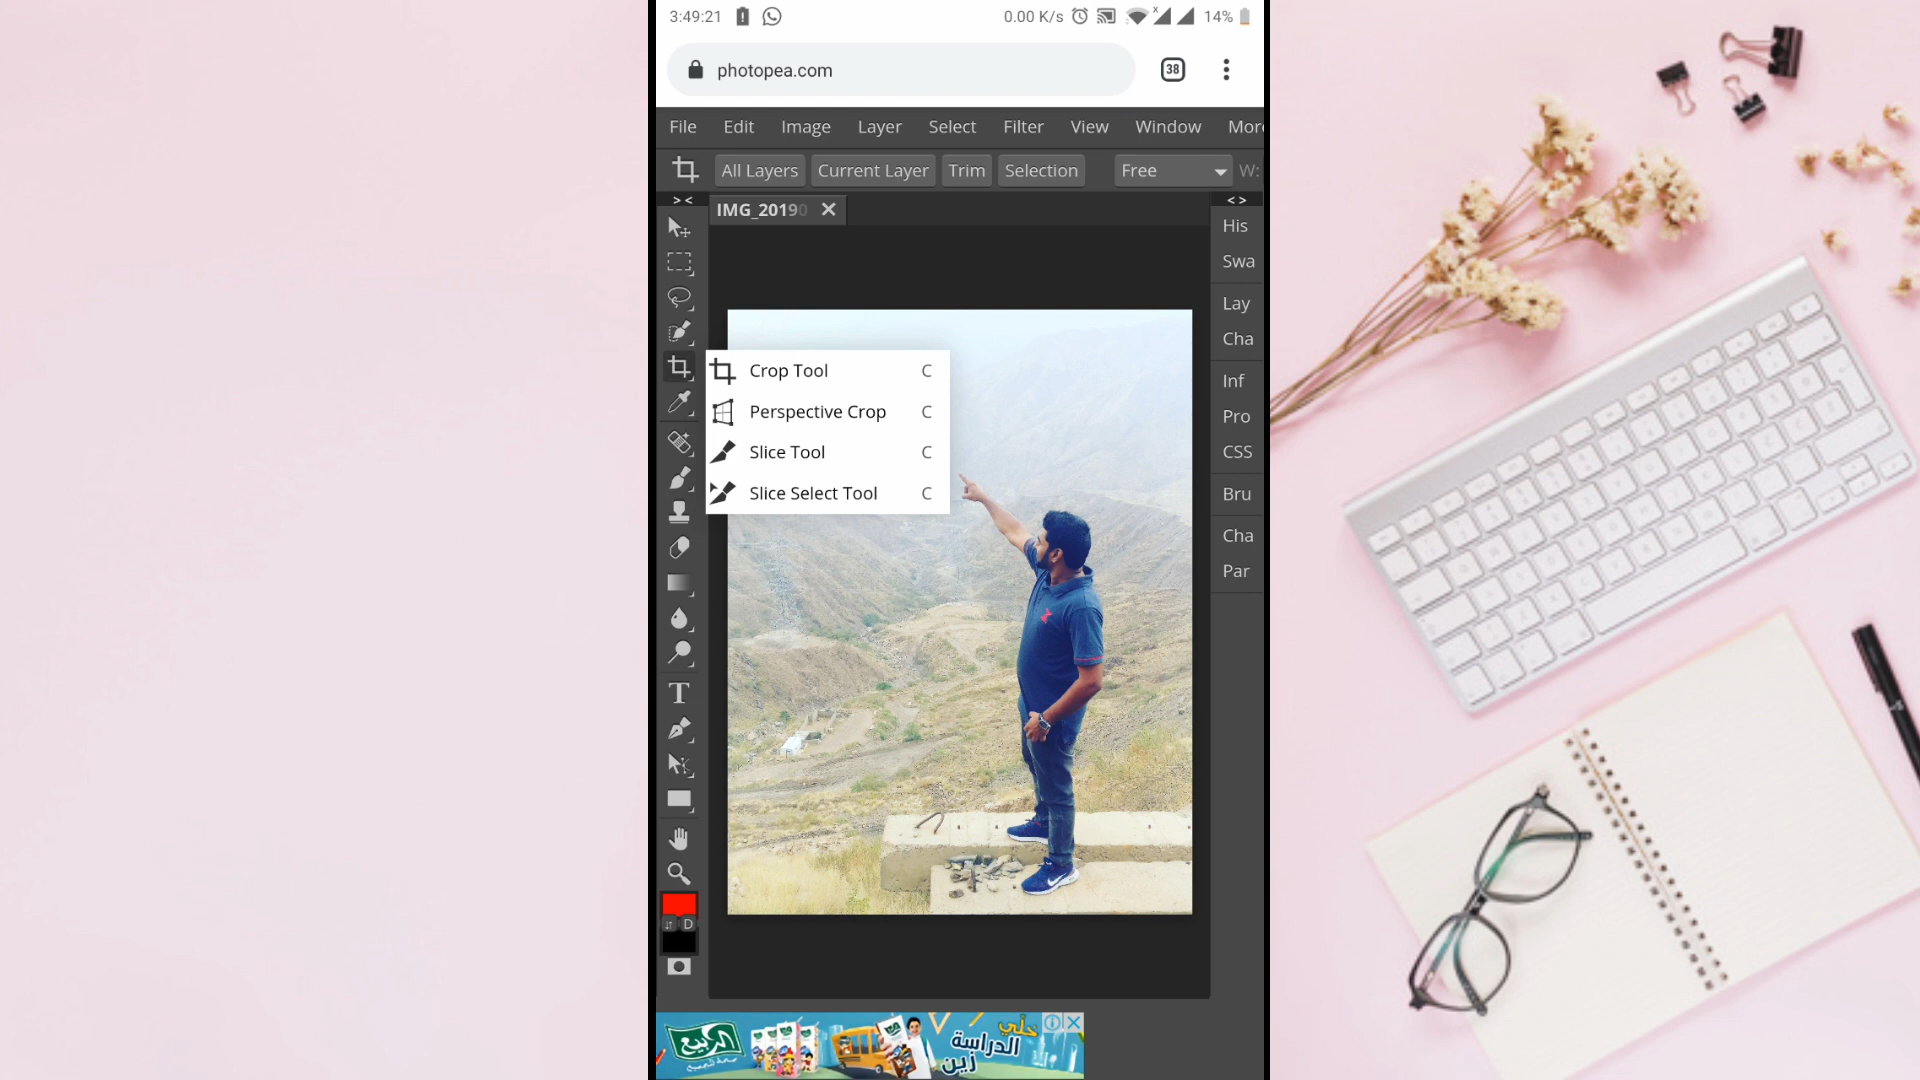 3:49:21
0.00 K/s
14%
photopea.com
38
File Edit Image Layer Select Filter View Window More
All Layers Current Layer Trim Selection Free W:
> <
IMG_2019
< >
His
Swa
Lay
Cha
Inf
Pro
CSS
Bru
Cha
Par
Crop Tool C
Perspective Crop C
Slice Tool C
Slice Select Tool C
T
D
الربيع
خلّي
الدراسة
زين